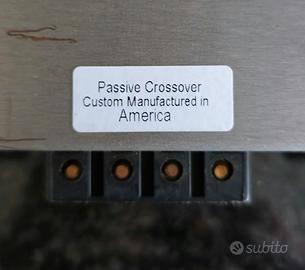 Passive Crossover
Custom Manufactured in
America
subito